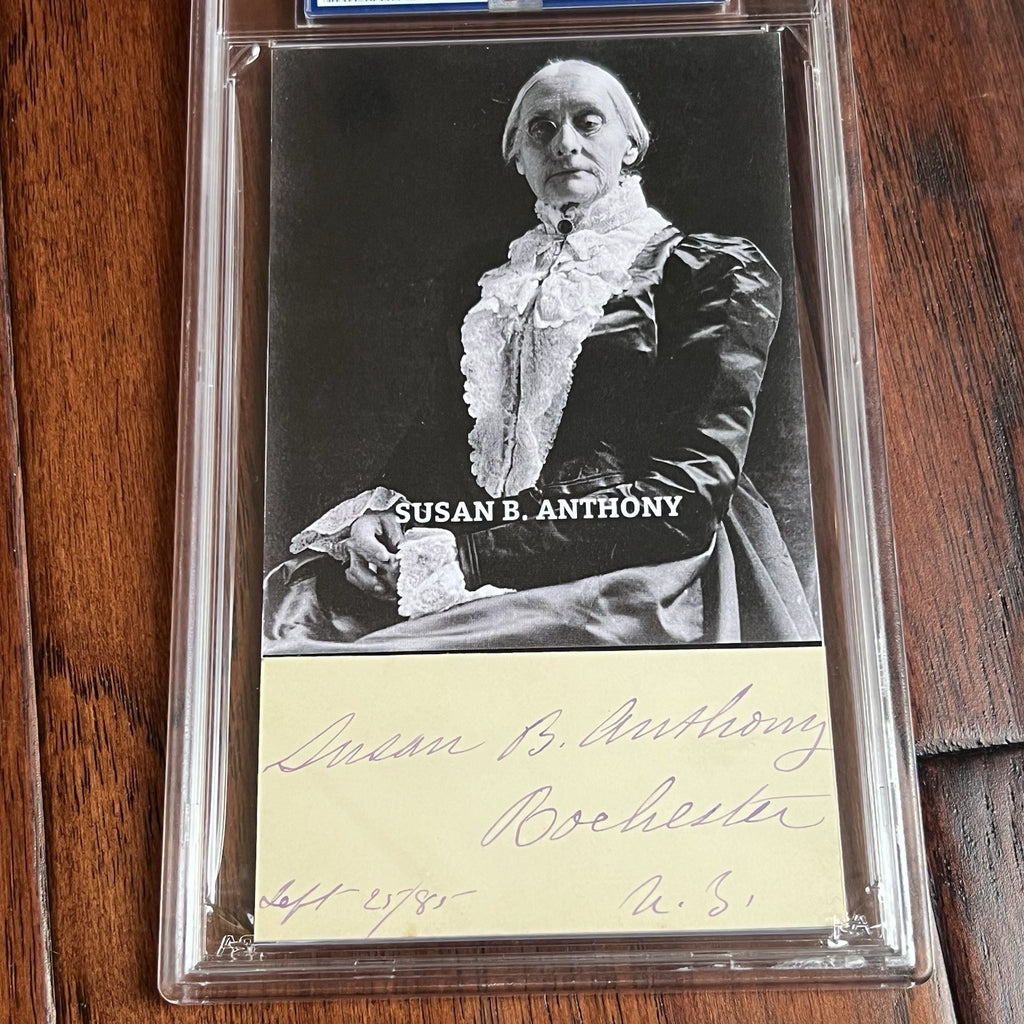 SUSAN B. ANTHONY
Susan B. Anthony
Rochester
Sept 25/85 N. Y.